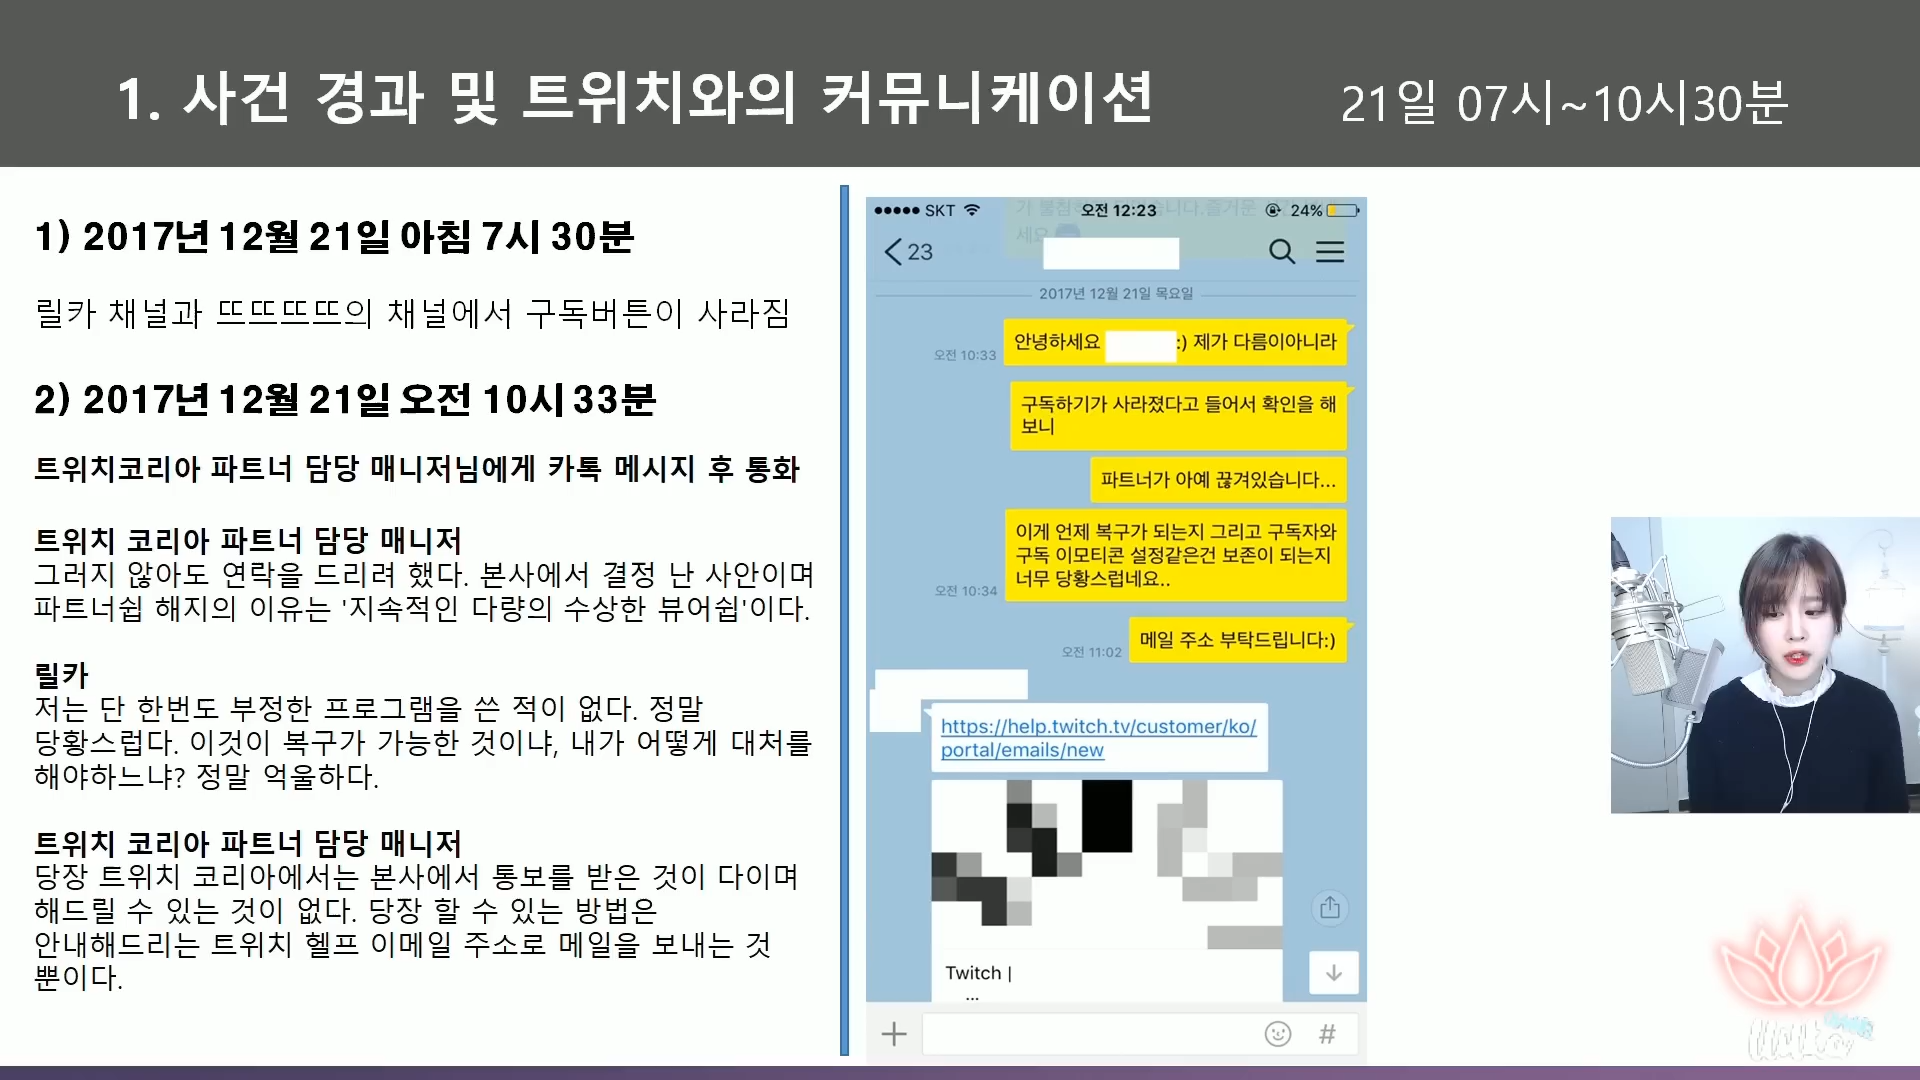 1. 사건 경과 및 트위치와의 커뮤니케이션
21일 07시~10시30분
1) 2017년 12월 21일 아침 7시 30분
릴카 채널과 뜨뜨뜨뜨의 채널에서 구독버튼이 사라짐
2) 2017년 12월 21일 오전 10시 33분
트위치코리아 파트너 담당 매니저님에게 카톡 메시지 후 통화
트위치 코리아 파트너 담당 매니저
그러지 않아도 연락을 드리려 했다. 본사에서 결정 난 사안이며
파트너쉽 해지의 이유는 '지속적인 다량의 수상한 뷰어쉽'이다.
릴카
저는 단 한번도 부정한 프로그램을 쓴 적이 없다. 정말
당황스럽다. 이것이 복구가 가능한 것이냐, 내가 어떻게 대처를
해야하느냐? 정말 억울하다.
트위치 코리아 파트너 담당 매니저
당장 트위치 코리아에서는 본사에서 통보를 받은 것이 다이며
해드릴 수 있는 것이 없다. 당장 할 수 있는 방법은
안내해드리는 트위치 헬프 이메일 주소로 메일을 보내는 것
뿐이다.
SKT 오전 12:23 24%
23
2017년 12월 21일 목요일
안녕하세요 :) 제가 다름이아니라
오전 10:33
구독하기가 사라졌다고 들어서 확인을 해
보니
파트너가 아예 끊겨있습니다...
이게 언제 복구가 되는지 그리고 구독자와
구독 이모티콘 설정같은건 보존이 되는지
너무 당황스럽네요..
오전 10:34
메일 주소 부탁드립니다:)
오전 11:02
https://help.twitch.tv/customer/ko/
portal/emails/new
Twitch |
...
#